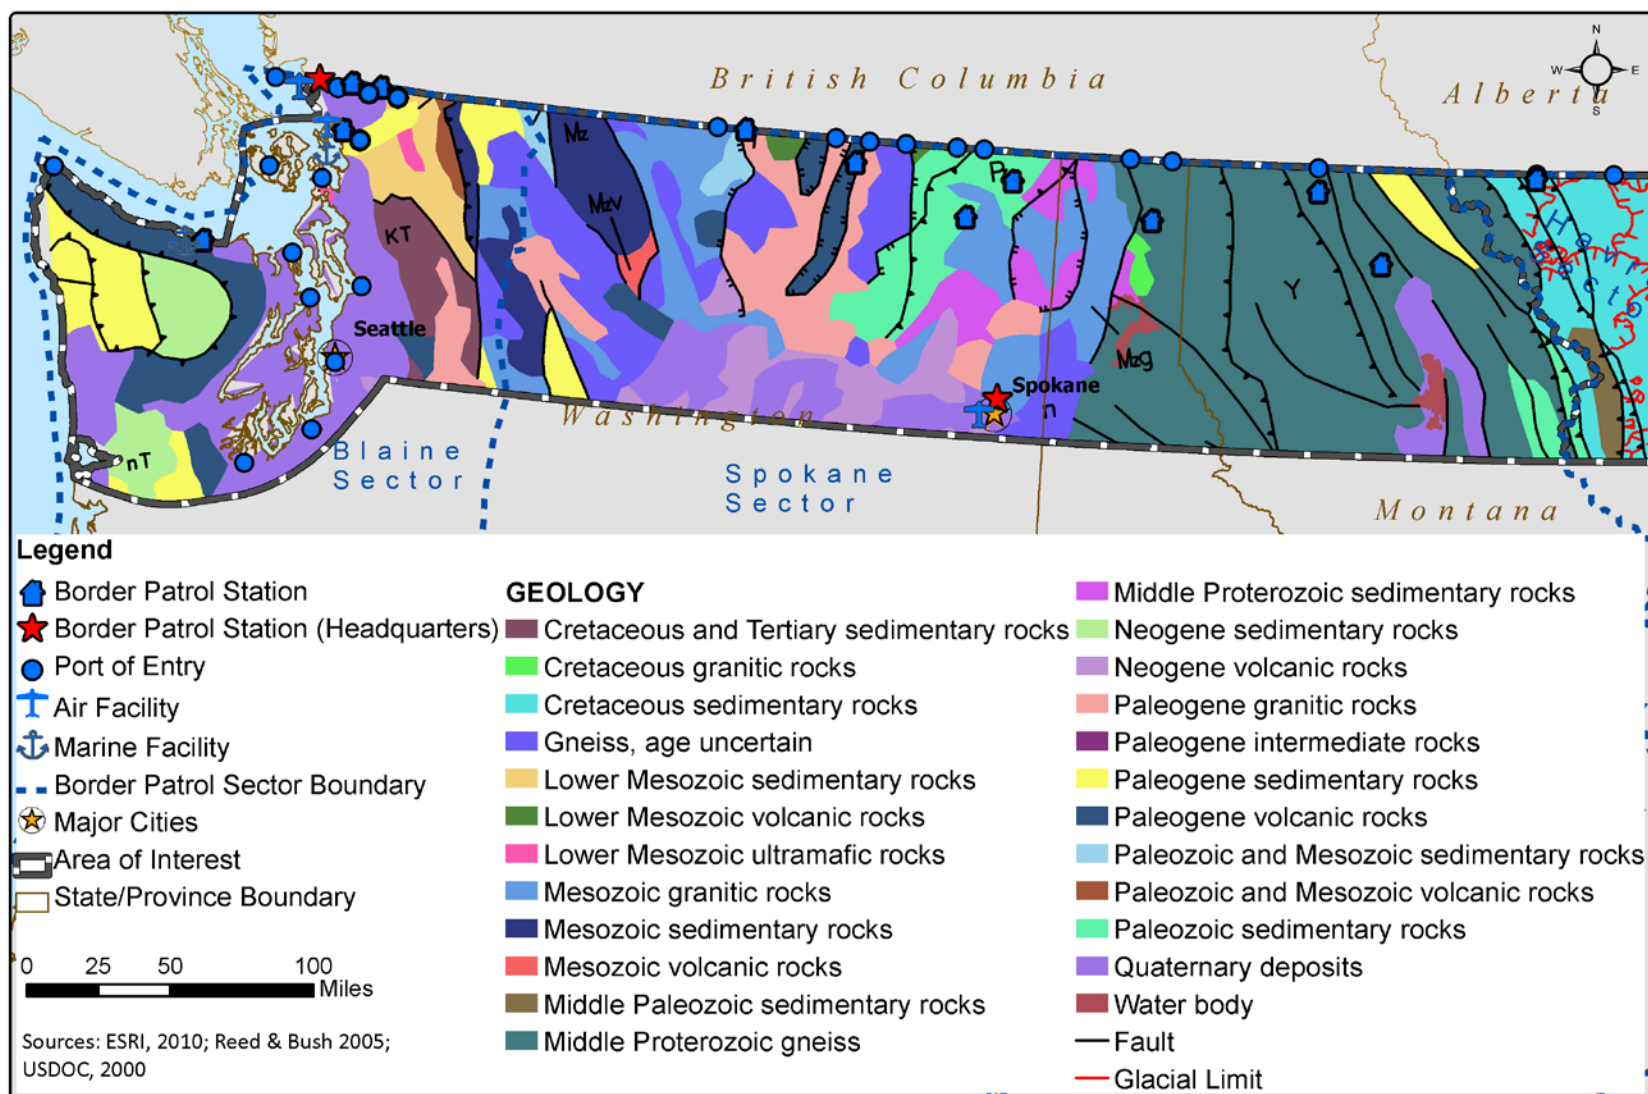 N
W E
S
British Columbia
Alberta
Mz
Mzv
KT
P
Y
Mzg
nT
n
Seattle
Spokane
Washington
Blaine
Sector
Spokane
Sector
Montana
Legend
Border Patrol Station
Border Patrol Station (Headquarters)
Port of Entry
Air Facility
Marine Facility
Border Patrol Sector Boundary
Major Cities
Area of Interest
State/Province Boundary
0 25 50 100
Miles
Sources: ESRI, 2010; Reed & Bush 2005;
USDOC, 2000
GEOLOGY
Cretaceous and Tertiary sedimentary rocks
Cretaceous granitic rocks
Cretaceous sedimentary rocks
Gneiss, age uncertain
Lower Mesozoic sedimentary rocks
Lower Mesozoic volcanic rocks
Lower Mesozoic ultramafic rocks
Mesozoic granitic rocks
Mesozoic sedimentary rocks
Mesozoic volcanic rocks
Middle Paleozoic sedimentary rocks
Middle Proterozoic gneiss
Middle Proterozoic sedimentary rocks
Neogene sedimentary rocks
Neogene volcanic rocks
Paleogene granitic rocks
Paleogene intermediate rocks
Paleogene sedimentary rocks
Paleogene volcanic rocks
Paleozoic and Mesozoic sedimentary rocks
Paleozoic and Mesozoic volcanic rocks
Paleozoic sedimentary rocks
Quaternary deposits
Water body
Fault
Glacial Limit